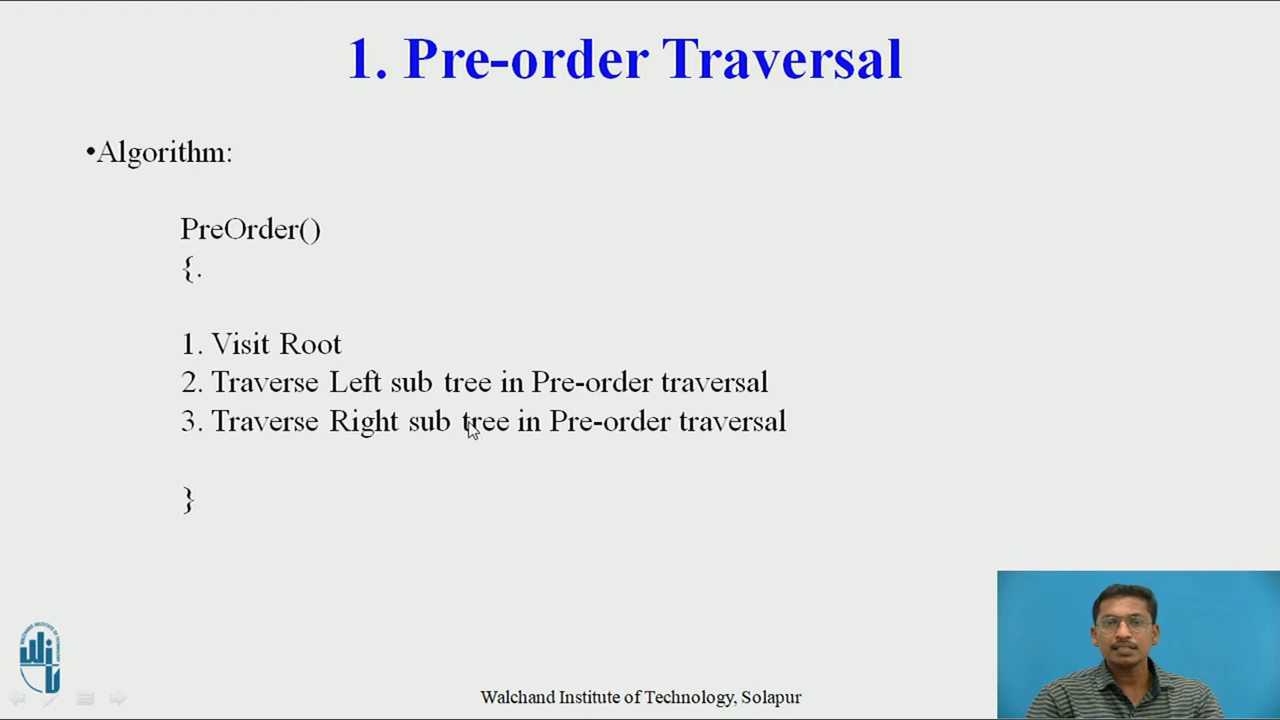 1. Pre-order Traversal
•Algorithm:
PreOrder()
{.
1. Visit Root
2. Traverse Left sub tree in Pre-order traversal
3. Traverse Right sub tree in Pre-order traversal
}
Walchand Institute of Technology, Solapur